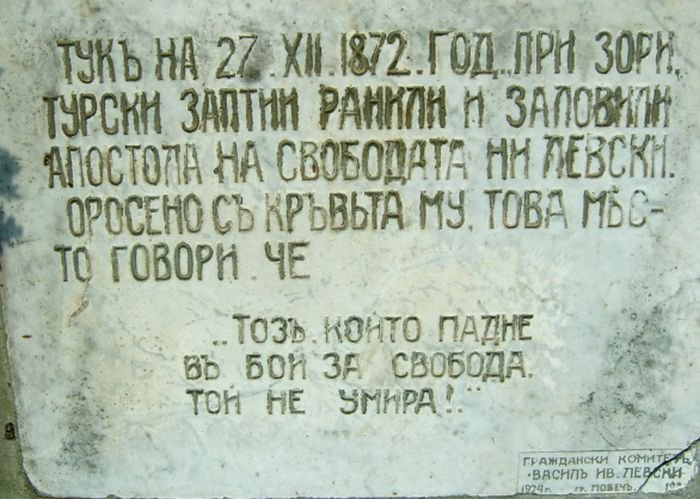 ТУКЪ НА 27. XII. 1872. ГОД., ПРИ ЗОРИ,
ТУРСКИ ЗАПТИИ РАНИЛИ И ЗАЛОВИЛИ
АПОСТОЛА НА СВОБОДАТА НИ ЛЕВСКИ.
ОРОСЕНО СЪ КРЪВЬТА МУ, ТОВА МѢС-
ТО ГОВОРИ ЧЕ
„ТОЗЪ, КОИТО ПАДНЕ
ВЪ БОЙ ЗА СВОБОДА,
ТОЙ НЕ УМИРА!."
ГРАЖДАНСКИ КОМИТЕТЪ
"ВАСИЛЪ ИВ. ЛЕВСКИ
1924 г. гр. ЛОВЕЧЪ.